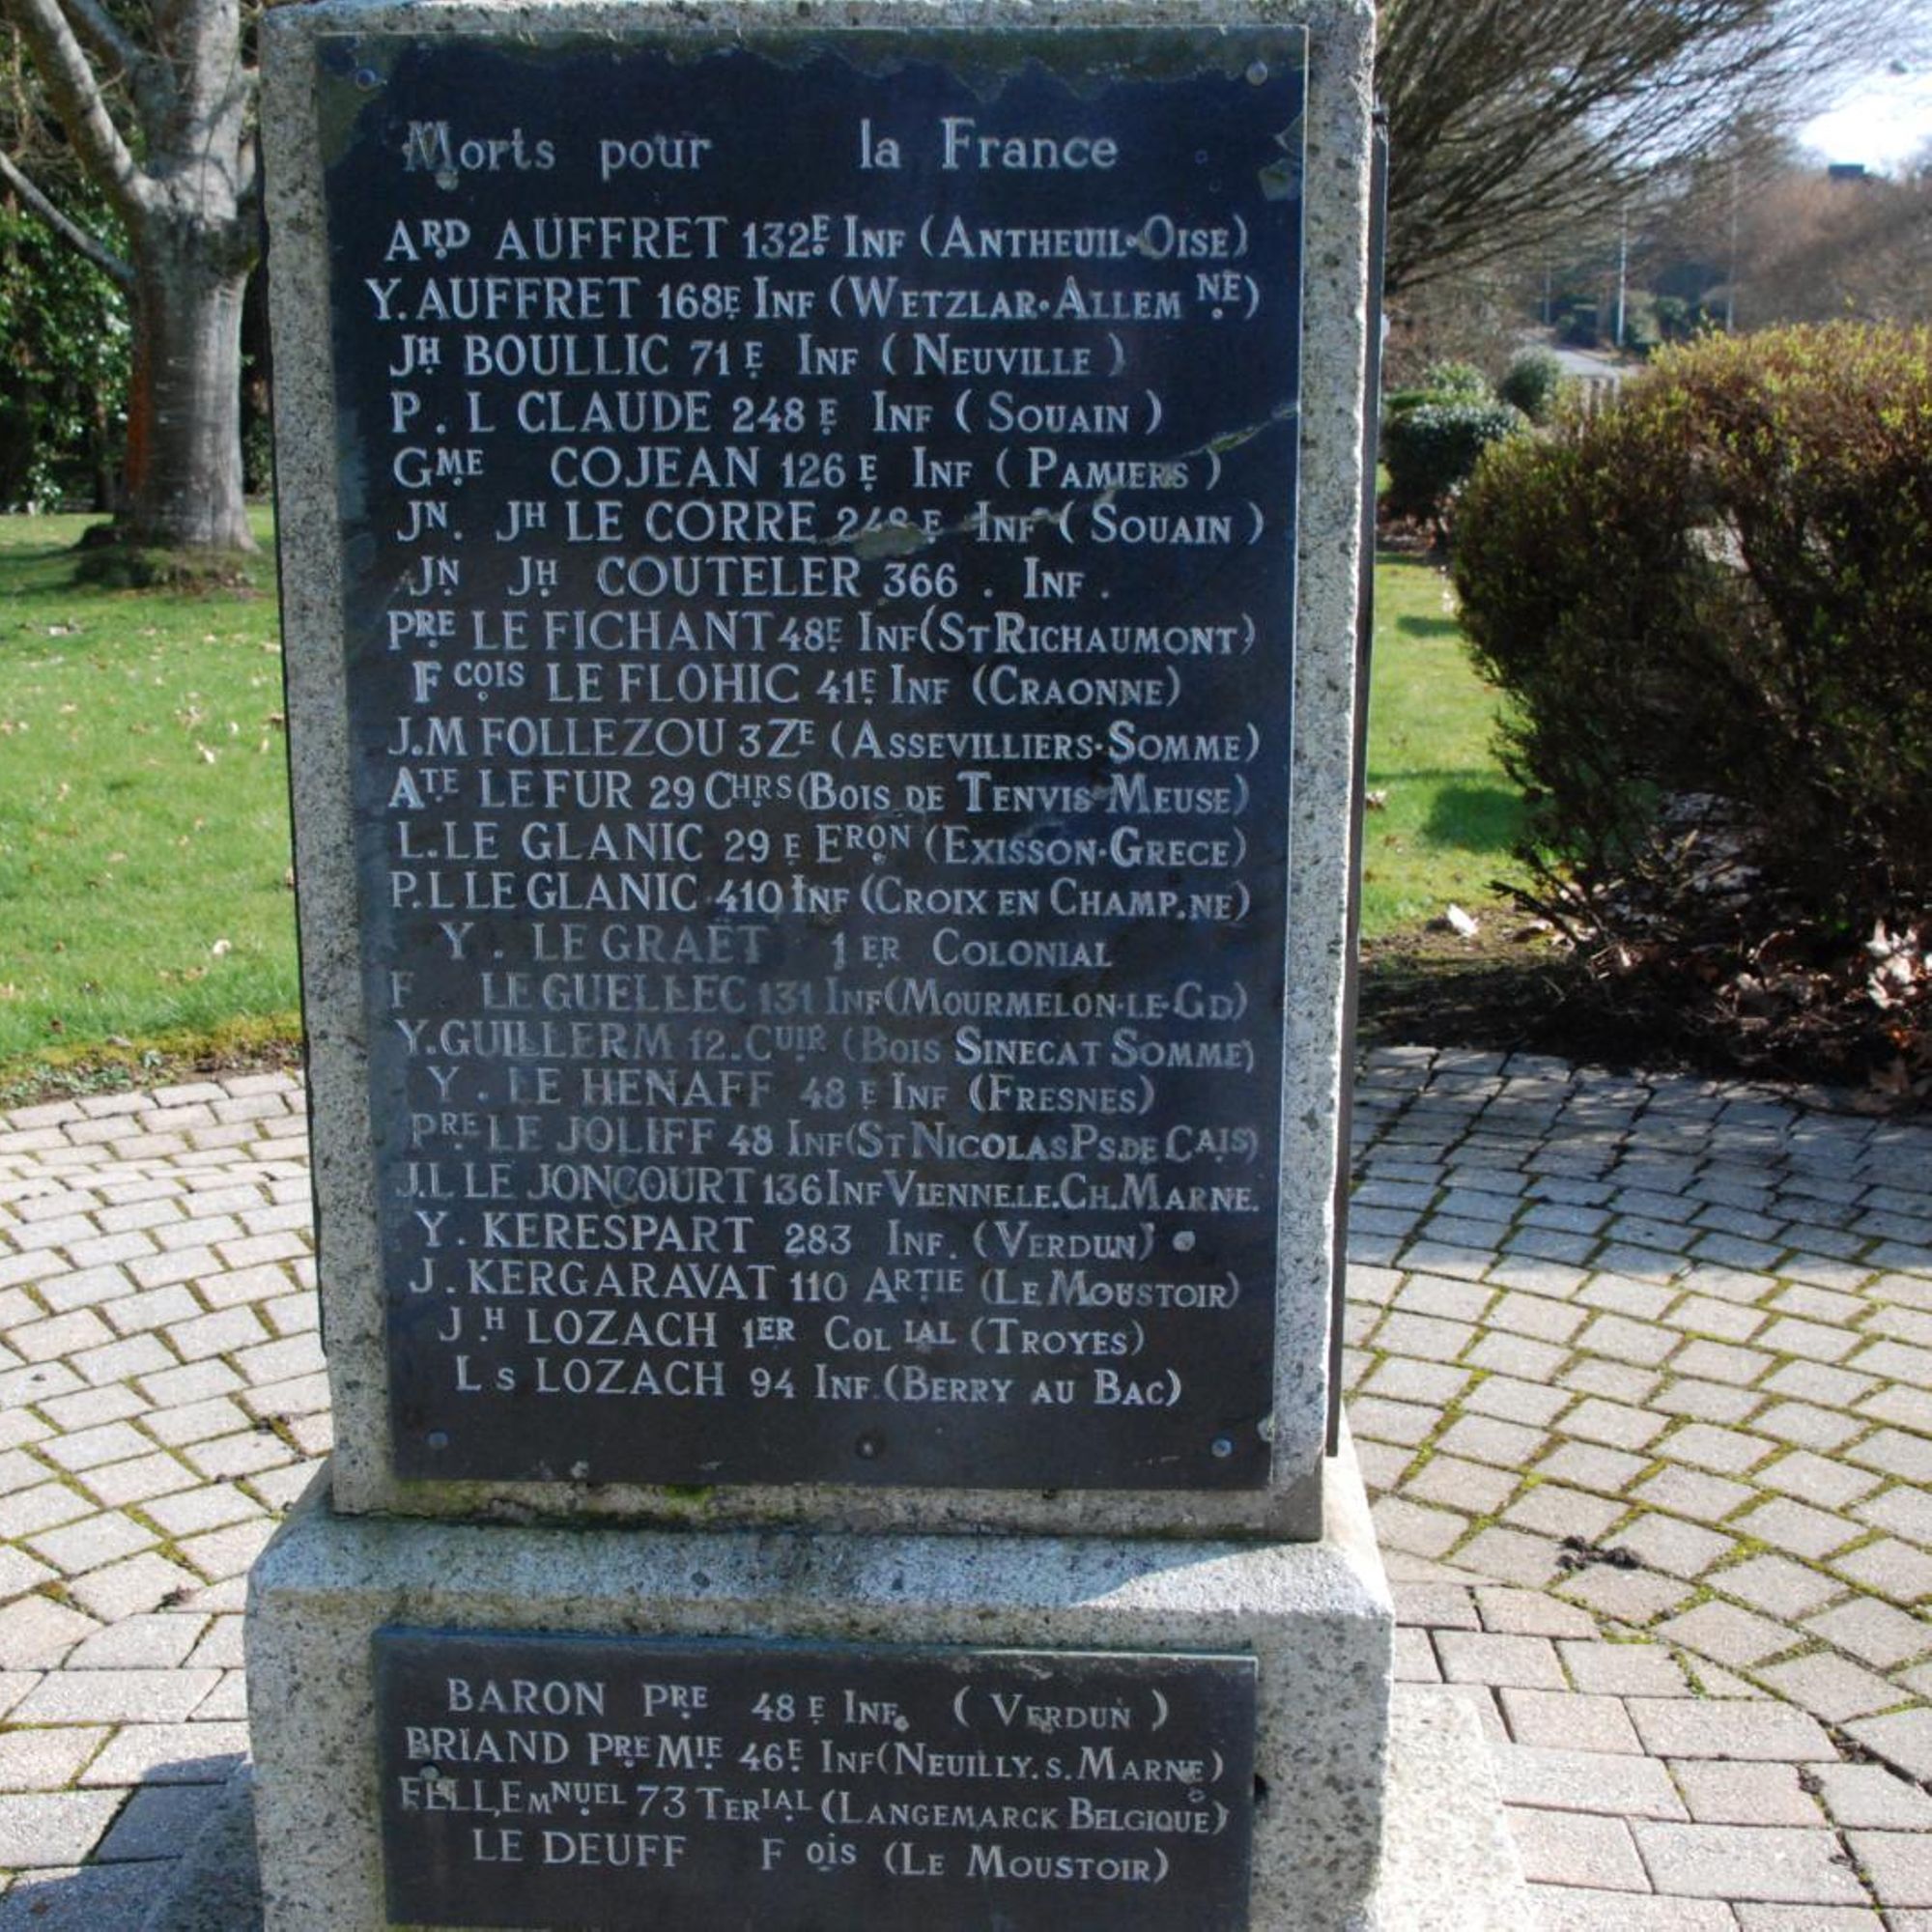 Morts pour la France
ARD AUFFRET 132E INF (ANTHEUIL·OISE)
Y. AUFFRET 168E INF (WETZLAR·ALLEM NE)
JH BOULLIC 71 E INF ( NEUVILLE )
P . L CLAUDE 248 E INF ( SOUAIN )
GME COJEAN 126 E INF ( PAMIERS )
JN. JH LE CORRE 248 E INF ( SOUAIN )
JN JH COUTELER 366 . INF .
PRE LE FICHANT 48E INF (ST RICHAUMONT)
F COIS LE FLOHIC 41E INF (CRAONNE)
J.M FOLLEZOU 3 ZE (ASSEVILLIERS·SOMME)
ATE LE FUR 29 CHRS (BOIS DE TENVIS·MEUSE)
L. LE GLANIC 29 E ERON (EXISSON·GRECE)
P.L LE GLANIC 410 INF (CROIX EN CHAMP.NE)
Y . LE GRAET 1 ER COLONIAL
F LE GUELLEC 131 INF (MOURMELON·LE·GD)
Y. GUILLERM 12.CUIR (BOIS SINECAT SOMME)
Y . LE HENAFF 48 E INF (FRESNES)
PRE LE JOLIFF 48 INF (ST NICOLAS PS.DE CAIS)
J.L LE JONCOURT 136 INF VIENNE.LE.CH.MARNE.
Y. KERESPART 283 INF. (VERDUN)
J . KERGARAVAT 110 ARTIE (LE MOUSTOIR)
J.H LOZACH 1ER COL IAL (TROYES)
L S LOZACH 94 INF. (BERRY AU BAC)
BARON PRE 48 E INF. ( VERDUN )
BRIAND PRE MIE 46E INF (NEUILLY. S. MARNE)
FELL EMNUEL 73 TERIAL (LANGEMARCK BELGIQUE)
LE DEUFF F ois (LE MOUSTOIR)